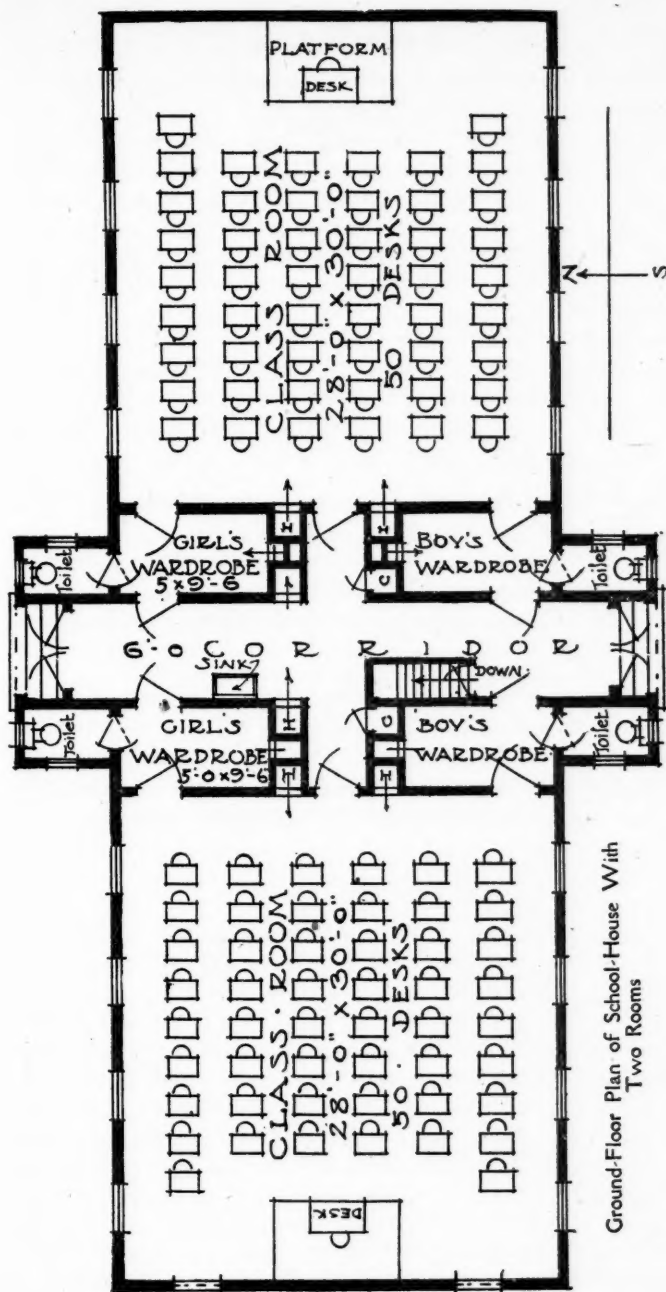 PLATFORM
DESK
CLASS ROOM
28'-0" x 30'-0"
50 DESKS
N
S
H
H
GIRL'S
WARDROBE
5 x 9'-6
BOY'S
WARDROBE
Toilet
Toilet
C
6'-0 CORRIDOR
SINK
DOWN
Toilet
Toilet
H
C
GIRL'S
WARDROBE
5'-0 x 9'-6
BOY'S
WARDROBE
H
H
CLASS·ROOM
28'-0" x 30'-0"
50·DESKS
DESK
Ground-Floor Plan of School-House With
Two Rooms